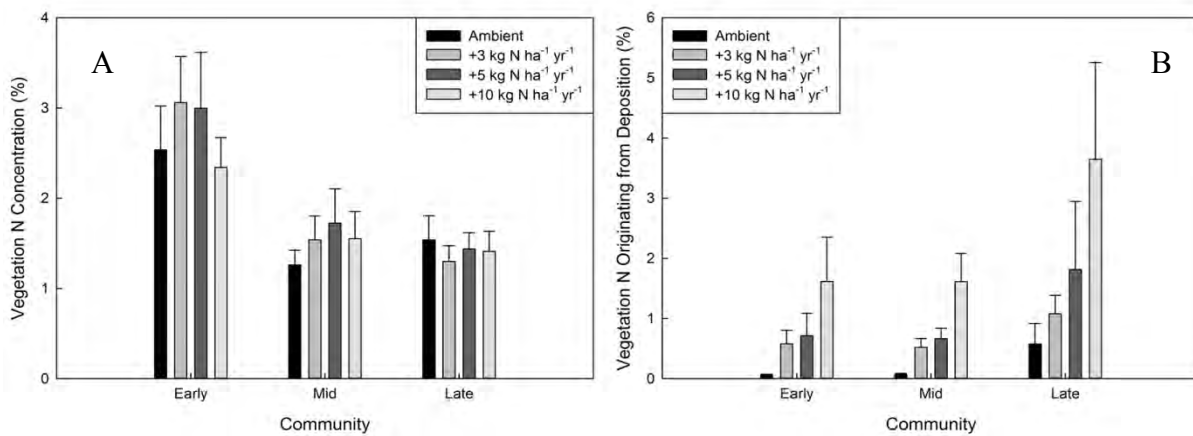 A
Vegetation N Concentration (%)
4
3
2
1
0
Ambient
+3 kg N ha⁻¹ yr⁻¹
+5 kg N ha⁻¹ yr⁻¹
+10 kg N ha⁻¹ yr⁻¹
Early Mid Late
Community
B
Vegetation N Originating from Deposition (%)
6
5
4
3
2
1
0
Ambient
+3 kg N ha⁻¹ yr⁻¹
+5 kg N ha⁻¹ yr⁻¹
+10 kg N ha⁻¹ yr⁻¹
Early Mid Late
Community